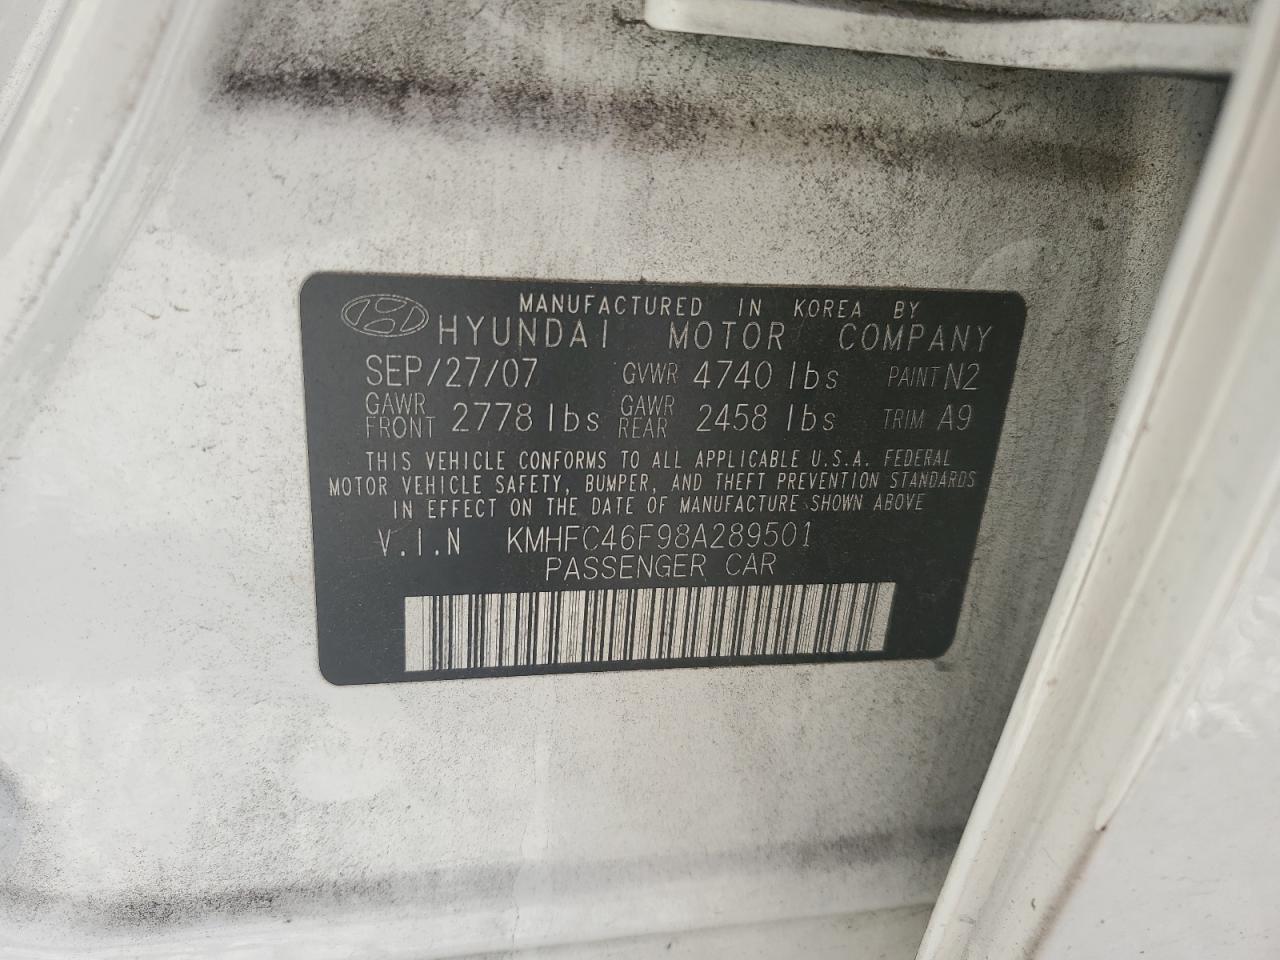 MANUFACTURED IN KOREA BY
HYUNDAI MOTOR COMPANY
SEP/27/07 GVWR 4740 lbs PAINT N2
GAWR FRONT 2778 lbs GAWR REAR 2458 lbs TRIM A9
THIS VEHICLE CONFORMS TO ALL APPLICABLE U.S.A. FEDERAL
MOTOR VEHICLE SAFETY, BUMPER, AND THEFT PREVENTION STANDARDS
IN EFFECT ON THE DATE OF MANUFACTURE SHOWN ABOVE
V.I.N KMHFC46F98A289501
PASSENGER CAR